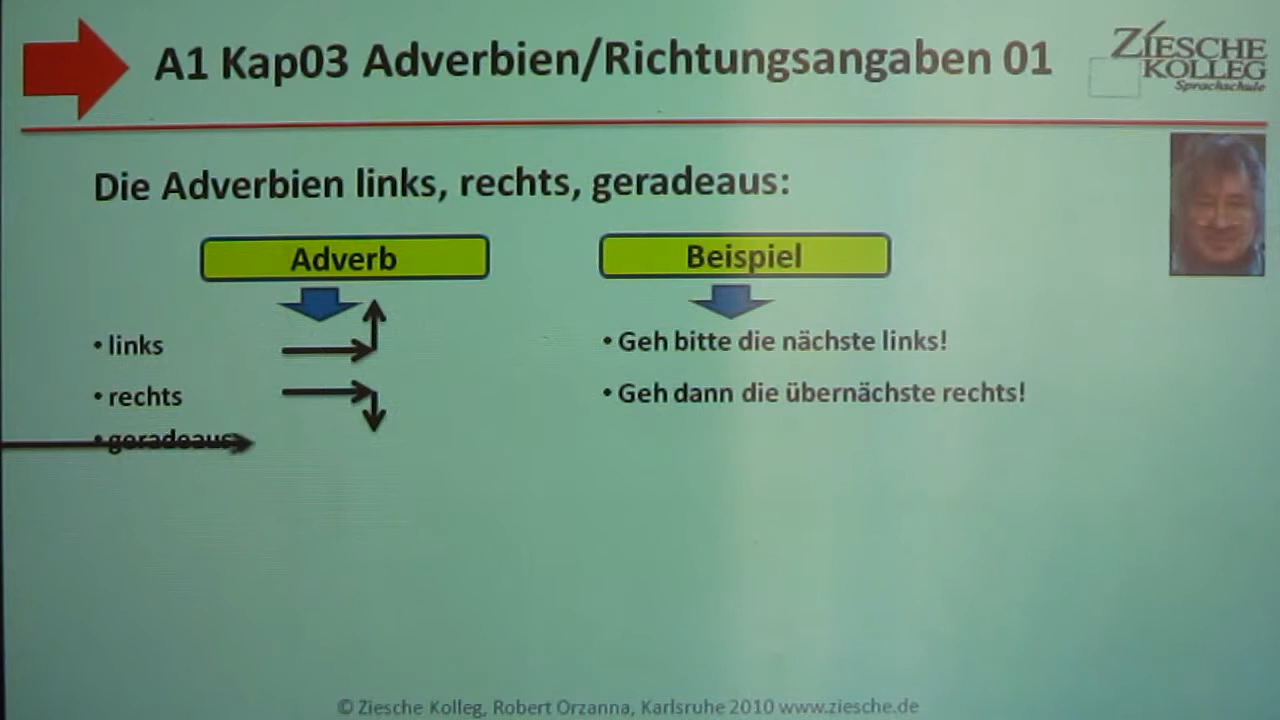 A1 Kap03 Adverbien/Richtungsangaben 01
ZIESCHE
KOLLEG
Sprachschule
Die Adverbien links, rechts, geradeaus:
Adverb
Beispiel
• links
• Geh bitte die nächste links!
• rechts
• Geh dann die übernächste rechts!
• geradeaus
© Ziesche Kolleg, Robert Orzanna, Karlsruhe 2010 www.ziesche.de